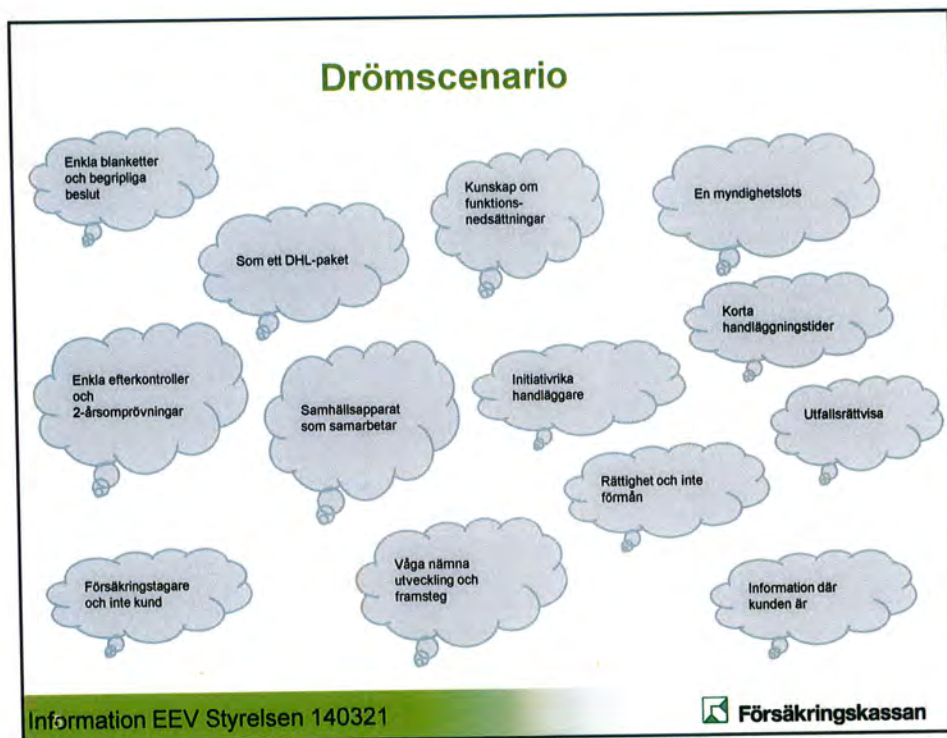 Drömscenario
Enkla blanketter
och begripliga
beslut
Kunskap om
funktions-
nedsättningar
En myndighetslots
Som ett DHL-paket
Korta
handläggningstider
Enkla efterkontroller
och
2-årsomprövningar
Samhällsapparat
som samarbetar
Initiativrika
handläggare
Utfallsrättvisa
Rättighet och inte
förmån
Försäkringstagare
och inte kund
Våga nämna
utveckling och
framsteg
Information där
kunden är
Information EEV Styrelsen 140321
Försäkringskassan